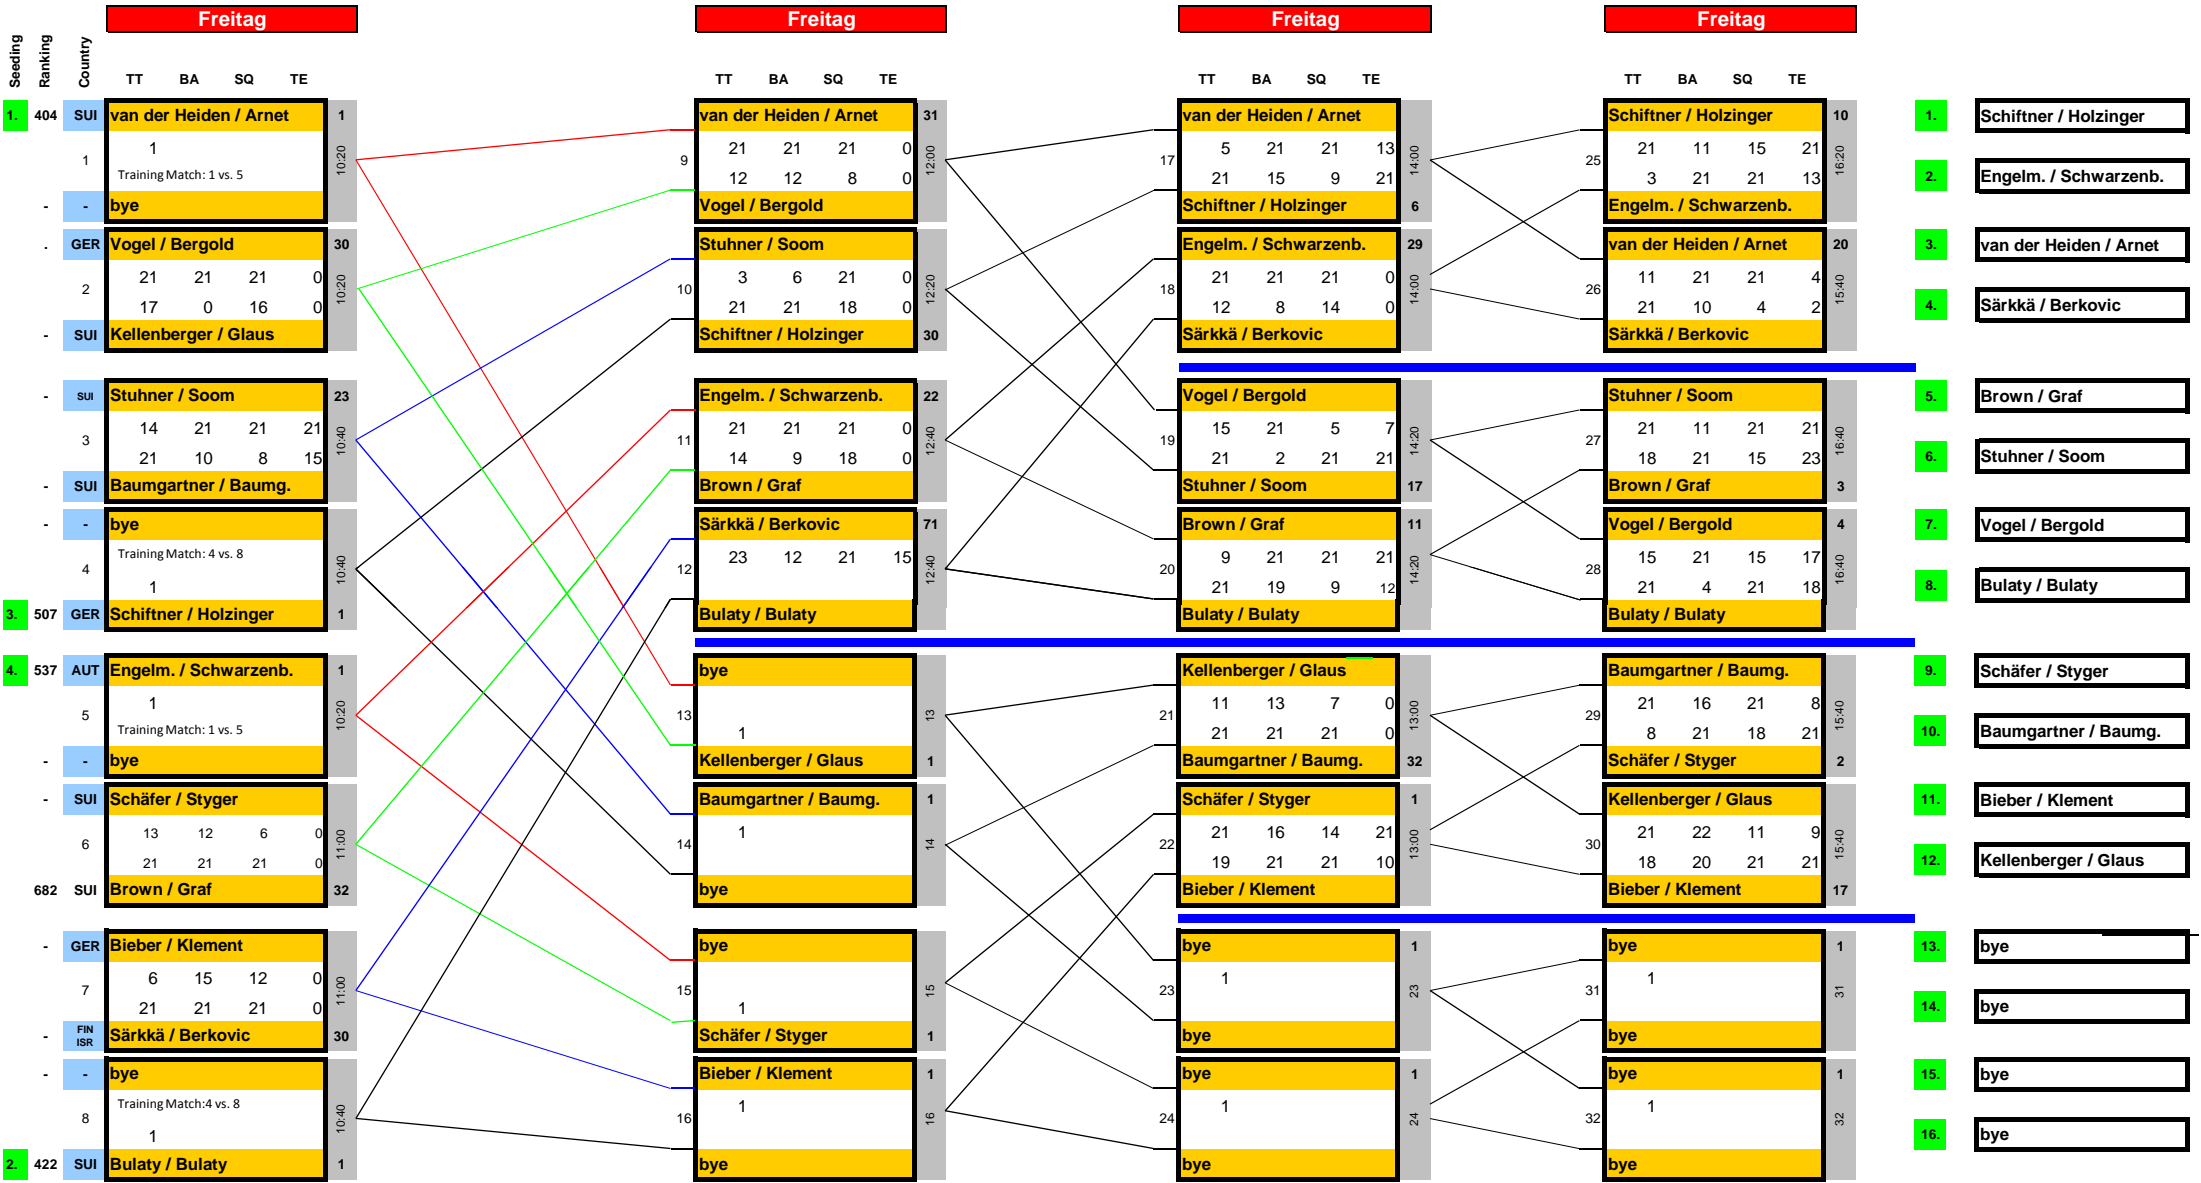 Freitag Freitag Freitag Freitag
Seeding Ranking Country
TT BA SQ TE TT BA SQ TE TT BA SQ TE TT BA SQ TE
1. 404 SUI van der Heiden / Arnet 1
1 1 10:20
Training Match: 1 vs. 5
- - bye
. GER Vogel / Bergold 30
21 21 21 0
2 10:20
17 0 16 0
- SUI Kellenberger / Glaus
- SUI Stuhner / Soom 23
14 21 21 21
3 10:40
21 10 8 15
- SUI Baumgartner / Baumg.
- - bye
Training Match: 4 vs. 8
4 10:40
1
3. 507 GER Schiftner / Holzinger 1
4. 537 AUT Engelm. / Schwarzenb. 1
1
5 10:20
Training Match: 1 vs. 5
- - bye
- SUI Schäfer / Styger
13 12 6 0
6 11:00
21 21 21 0
682 SUI Brown / Graf 32
- GER Bieber / Klement
6 15 12 0
7 11:00
21 21 21 0
- FIN ISR Särkkä / Berkovic 30
- - bye
Training Match:4 vs. 8
8 10:40
1
2. 422 SUI Bulaty / Bulaty 1
van der Heiden / Arnet 31
21 21 21 0
9 12:00
12 12 8 0
Vogel / Bergold
Stuhner / Soom
3 6 21 0
10 12:20
21 21 18 0
Schiftner / Holzinger 30
Engelm. / Schwarzenb. 22
21 21 21 0
11 12:40
14 9 18 0
Brown / Graf
Särkkä / Berkovic 71
23 12 21 15
12 12:40
Bulaty / Bulaty
bye
13 13
1
Kellenberger / Glaus 1
Baumgartner / Baumg. 1
1
14 14
bye
bye
15 15
1
Schäfer / Styger 1
Bieber / Klement 1
1
16 16
bye
van der Heiden / Arnet
5 21 21 13
17 14:00
21 15 9 21
Schiftner / Holzinger 6
Engelm. / Schwarzenb. 29
21 21 21 0
18 14:00
12 8 14 0
Särkkä / Berkovic
Vogel / Bergold
15 21 5 7
19 14:20
21 2 21 21
Stuhner / Soom 17
Brown / Graf 11
9 21 21 21
20 14:20
21 19 9 12
Bulaty / Bulaty
Kellenberger / Glaus
11 13 7 0
21 13:00
21 21 21 0
Baumgartner / Baumg. 32
Schäfer / Styger 1
21 16 14 21
22 13:00
19 21 21 10
Bieber / Klement
bye 1
1
23 23
bye
bye 1
1
24 24
bye
Schiftner / Holzinger 10
21 11 15 21
25 16:20
3 21 21 13
Engelm. / Schwarzenb.
van der Heiden / Arnet 20
11 21 21 4
26 15:40
21 10 4 2
Särkkä / Berkovic
Stuhner / Soom
21 11 21 21
27 16:40
18 21 15 23
Brown / Graf 3
Vogel / Bergold 4
15 21 15 17
28 16:40
21 4 21 18
Bulaty / Bulaty
Baumgartner / Baumg.
21 16 21 8
29 15:40
8 21 18 21
Schäfer / Styger 2
Kellenberger / Glaus
21 22 11 9
30 15:40
18 20 21 21
Bieber / Klement 17
bye 1
1
31 31
bye
bye 1
1
32 32
bye
1. Schiftner / Holzinger
2. Engelm. / Schwarzenb.
3. van der Heiden / Arnet
4. Särkkä / Berkovic
5. Brown / Graf
6. Stuhner / Soom
7. Vogel / Bergold
8. Bulaty / Bulaty
9. Schäfer / Styger
10. Baumgartner / Baumg.
11. Bieber / Klement
12. Kellenberger / Glaus
13. bye
14. bye
15. bye
16. bye